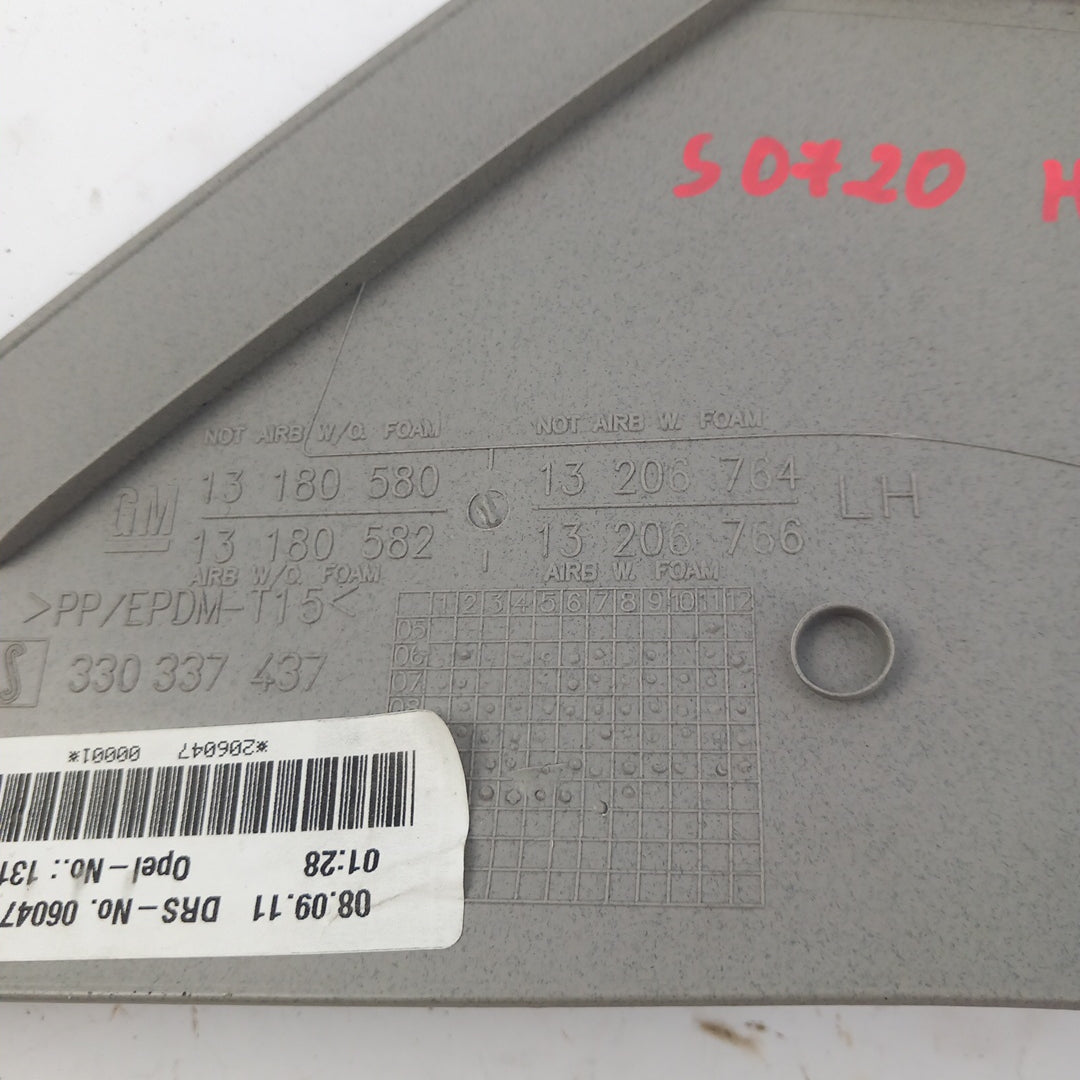 S 0720 H
NOT AIRB W/O. FOAM NOT AIRB W. FOAM
GM 13 180 580 13 206 764 LH
13 180 582 13 206 766
AIRB W/O. FOAM AIRB W. FOAM
>PP/EPDM-T15<
1 2 3 4 5 6 7 8 9 10 11 12
05
06
07
08
S 330 337 437
08.09.11 DRS-No. 06047
01:28 Opel-No.: 131
*206047 00001*